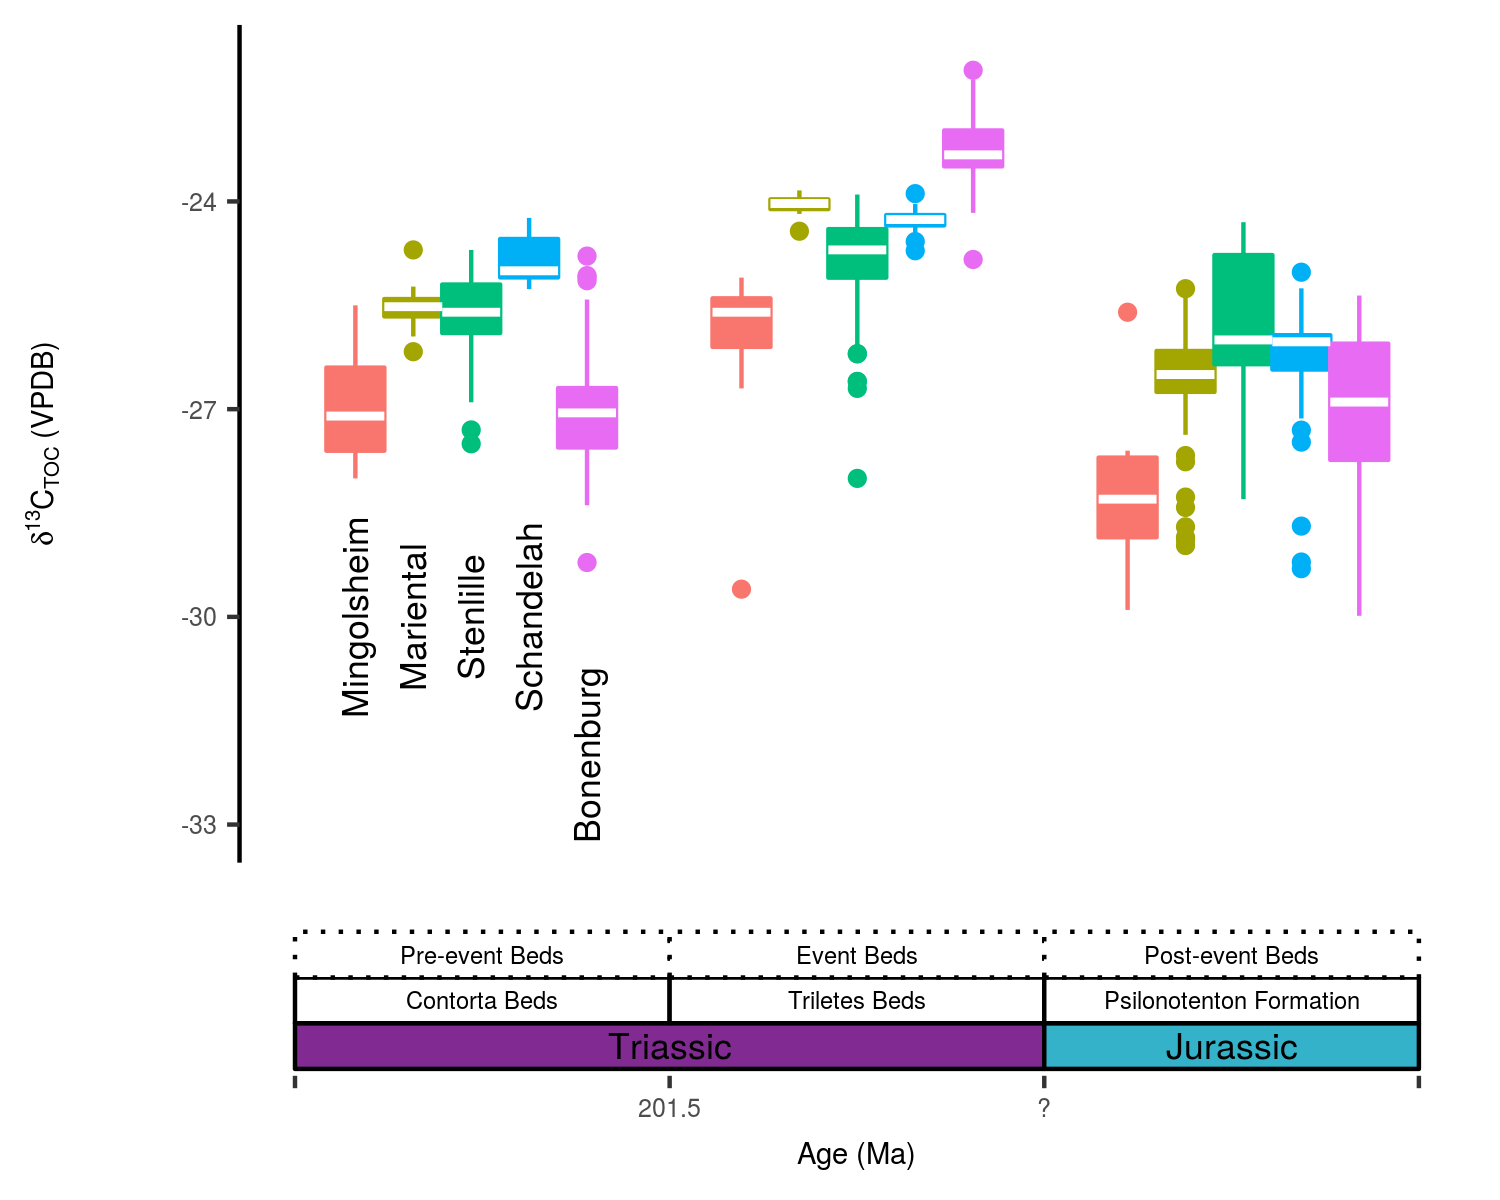 δ13CTOC (VPDB)
-24
-27
-30
-33
Mingolsheim
Mariental
Stenlille
Schandelah
Bonenburg
Pre-event Beds
Event Beds
Post-event Beds
Contorta Beds
Triletes Beds
Psilonotenton Formation
Triassic
Jurassic
201.5
?
Age (Ma)